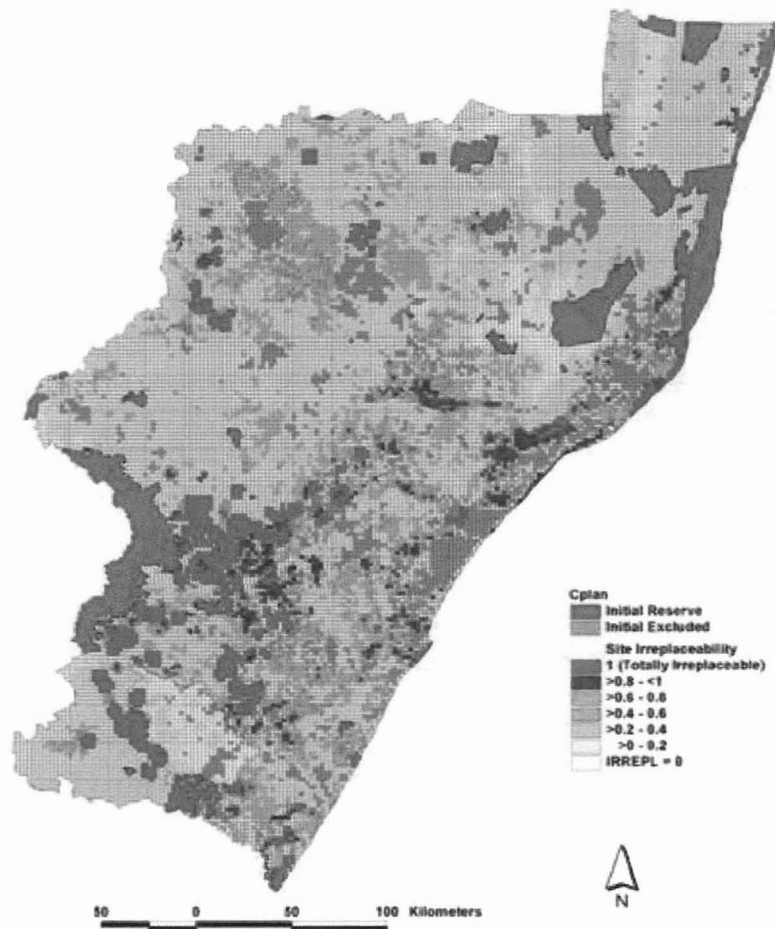 Cplan
Initial Reserve
Initial Excluded
Site Irreplaceability
1 (Totally Irreplaceable)
>0.8 - <1
>0.6 - 0.8
>0.4 - 0.6
>0.2 - 0.4
>0 - 0.2
IRREPL = 0
N
50 0 50 100 Kilometers